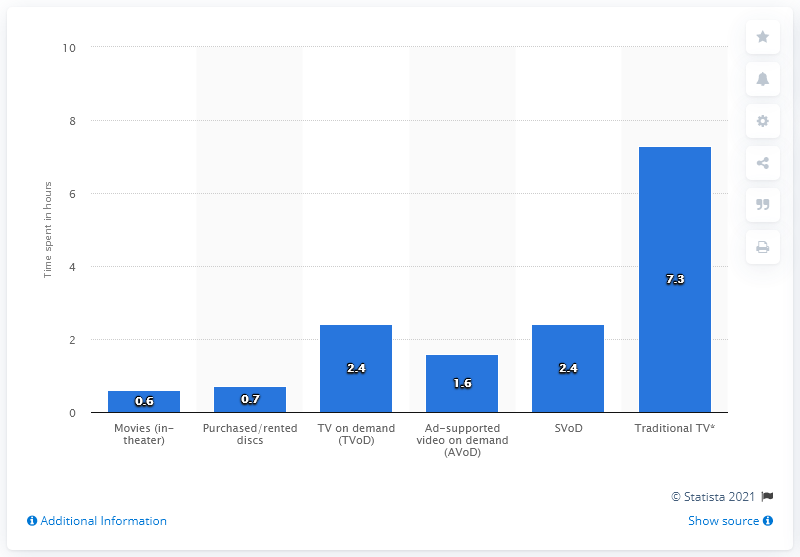 10
8
6
4
2
0
Time spent in hours
0.6
0.7
2.4
1.6
2.4
7.3
Movies (in-
theater)
Purchased/rented
discs
TV on demand
(TVoD)
Ad-supported
video on demand
(AVoD)
SVoD
Traditional TV*
© Statista 2021
Additional Information
Show source